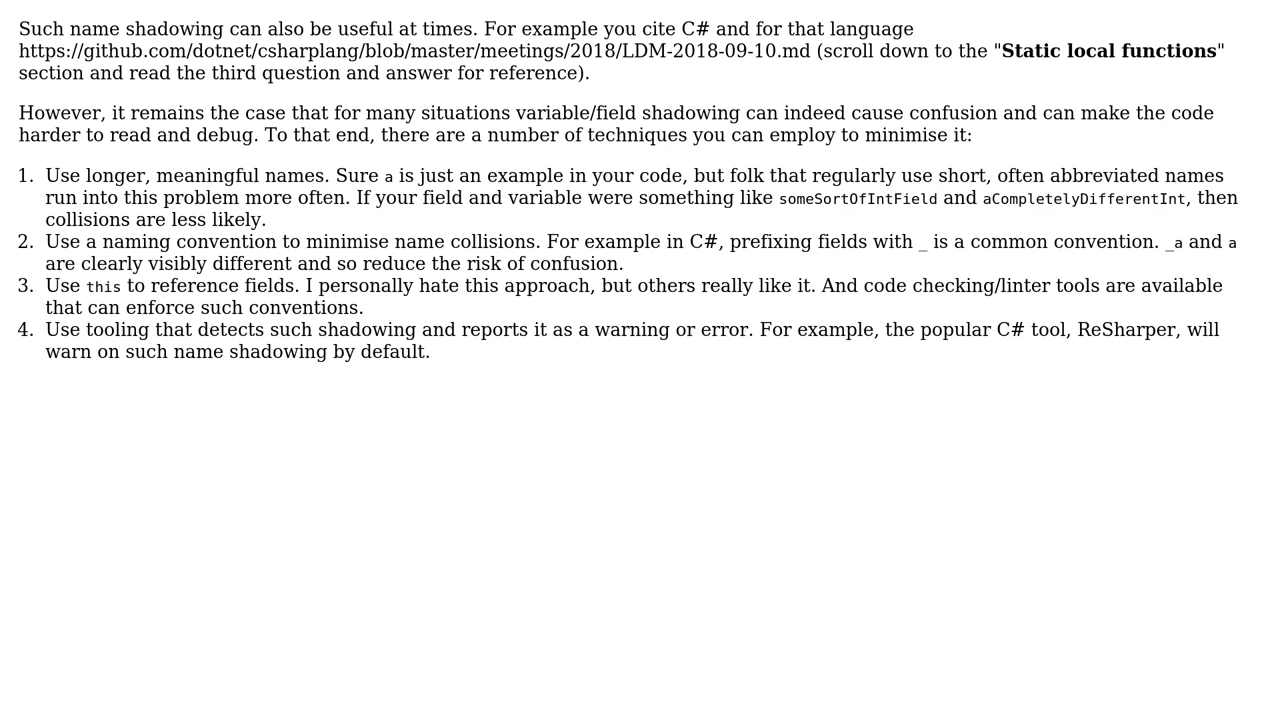 Such name shadowing can also be useful at times. For example you cite C# and for that language
https://github.com/dotnet/csharplang/blob/master/meetings/2018/LDM-2018-09-10.md (scroll down to the "Static local functions"
section and read the third question and answer for reference).
However, it remains the case that for many situations variable/field shadowing can indeed cause confusion and can make the code
harder to read and debug. To that end, there are a number of techniques you can employ to minimise it:
1. Use longer, meaningful names. Sure a is just an example in your code, but folk that regularly use short, often abbreviated names
run into this problem more often. If your field and variable were something like someSortOfIntField and aCompletelyDifferentInt, then
collisions are less likely.
2. Use a naming convention to minimise name collisions. For example in C#, prefixing fields with _ is a common convention. _a and a
are clearly visibly different and so reduce the risk of confusion.
3. Use this to reference fields. I personally hate this approach, but others really like it. And code checking/linter tools are available
that can enforce such conventions.
4. Use tooling that detects such shadowing and reports it as a warning or error. For example, the popular C# tool, ReSharper, will
warn on such name shadowing by default.